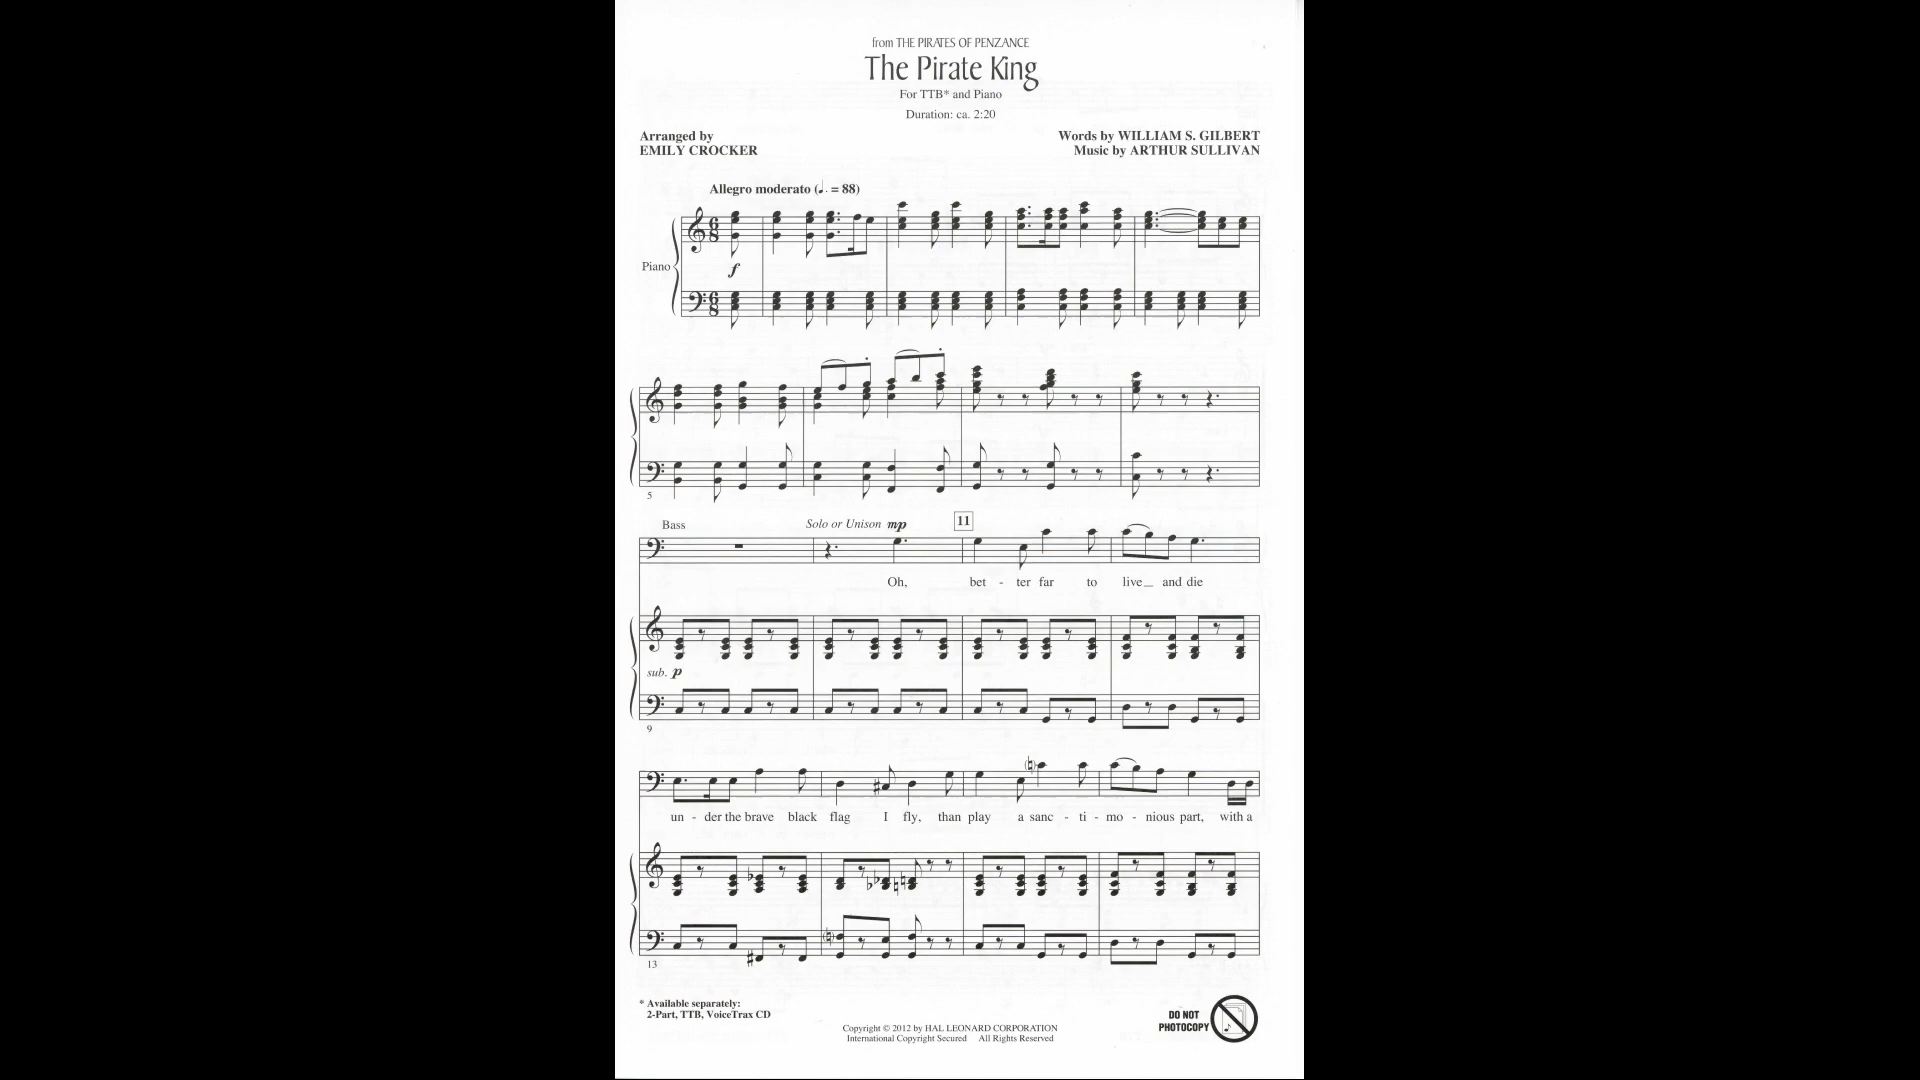 from THE PIRATES OF PENZANCE
The Pirate King
For TTB* and Piano
Duration: ca. 2:20
Arranged by
EMILY CROCKER
Words by WILLIAM S. GILBERT
Music by ARTHUR SULLIVAN
Allegro moderato (♩. = 88)
Piano
f
5
Bass
Solo or Unison mp
11
Oh, bet - ter far to live_ and die
sub. p
9
un - der the brave black flag I fly, than play a sanc - ti - mo - nious part, with a
13
* Available separately:
2-Part, TTB, VoiceTrax CD
Copyright © 2012 by HAL LEONARD CORPORATION
International Copyright Secured All Rights Reserved
DO NOT
PHOTOCOPY